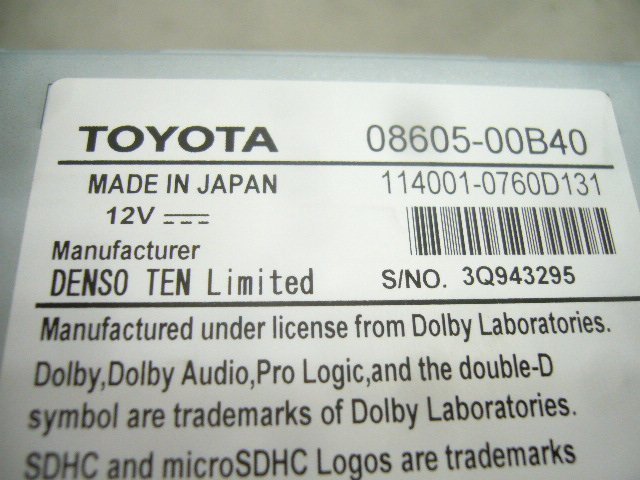 TOYOTA 08605-00B40
MADE IN JAPAN 114001-0760D131
12V
Manufacturer
DENSO TEN Limited S/NO. 3Q943295
Manufactured under license from Dolby Laboratories.
Dolby,Dolby Audio,Pro Logic,and the double-D
symbol are trademarks of Dolby Laboratories.
SDHC and microSDHC Logos are trademarks